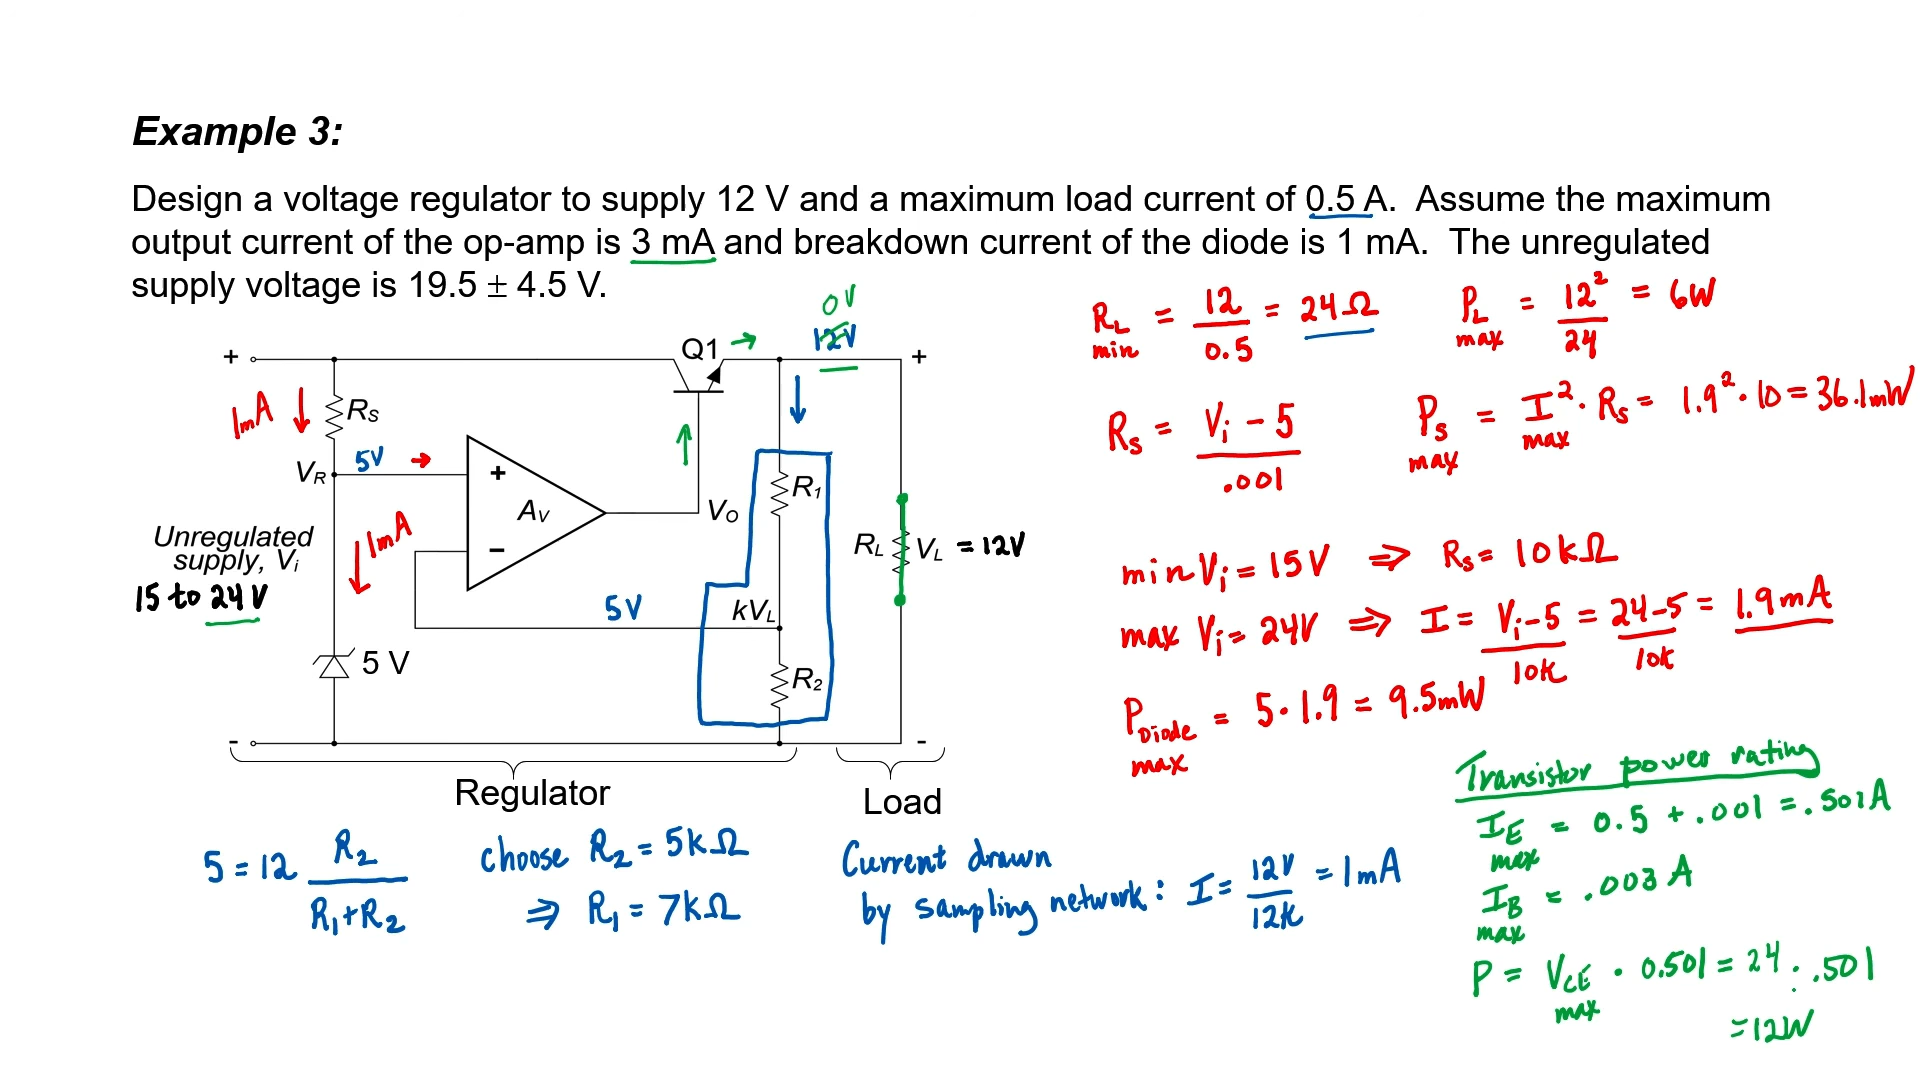 Example 3:
Design a voltage regulator to supply 12 V and a maximum load current of 0.5 A. Assume the maximum
output current of the op-amp is 3 mA and breakdown current of the diode is 1 mA. The unregulated
supply voltage is 19.5 ± 4.5 V.
0V
12V
+
Q1
+
1mA
RS
VR
5V
+
AV
VO
R1
Unregulated
supply, Vi
15 to 24 V
1mA
−
RL
VL = 12V
5V
kVL
5 V
R2
-
-
Regulator
Load
RL min = 12 / 0.5 = 24Ω
PL max = 12² / 24 = 6W
Rs = Vi - 5 / .001
Ps max = I² max · Rs = 1.9² · 10 = 36.1mW
min Vi = 15V ⇒ Rs = 10kΩ
max Vi = 24V ⇒ I = Vi-5 / 10k = 24-5 / 10k = 1.9mA
PDiode max = 5·1.9 = 9.5mW
5 = 12 R2 / R1+R2
choose R2 = 5kΩ
⇒ R1 = 7kΩ
Current drawn
by sampling network: I = 12V / 12k = 1mA
Transistor power rating
IE max = 0.5 + .001 = .501A
IB max = .003 A
P = VCE max · 0.501 = 24 . .501
= 12W